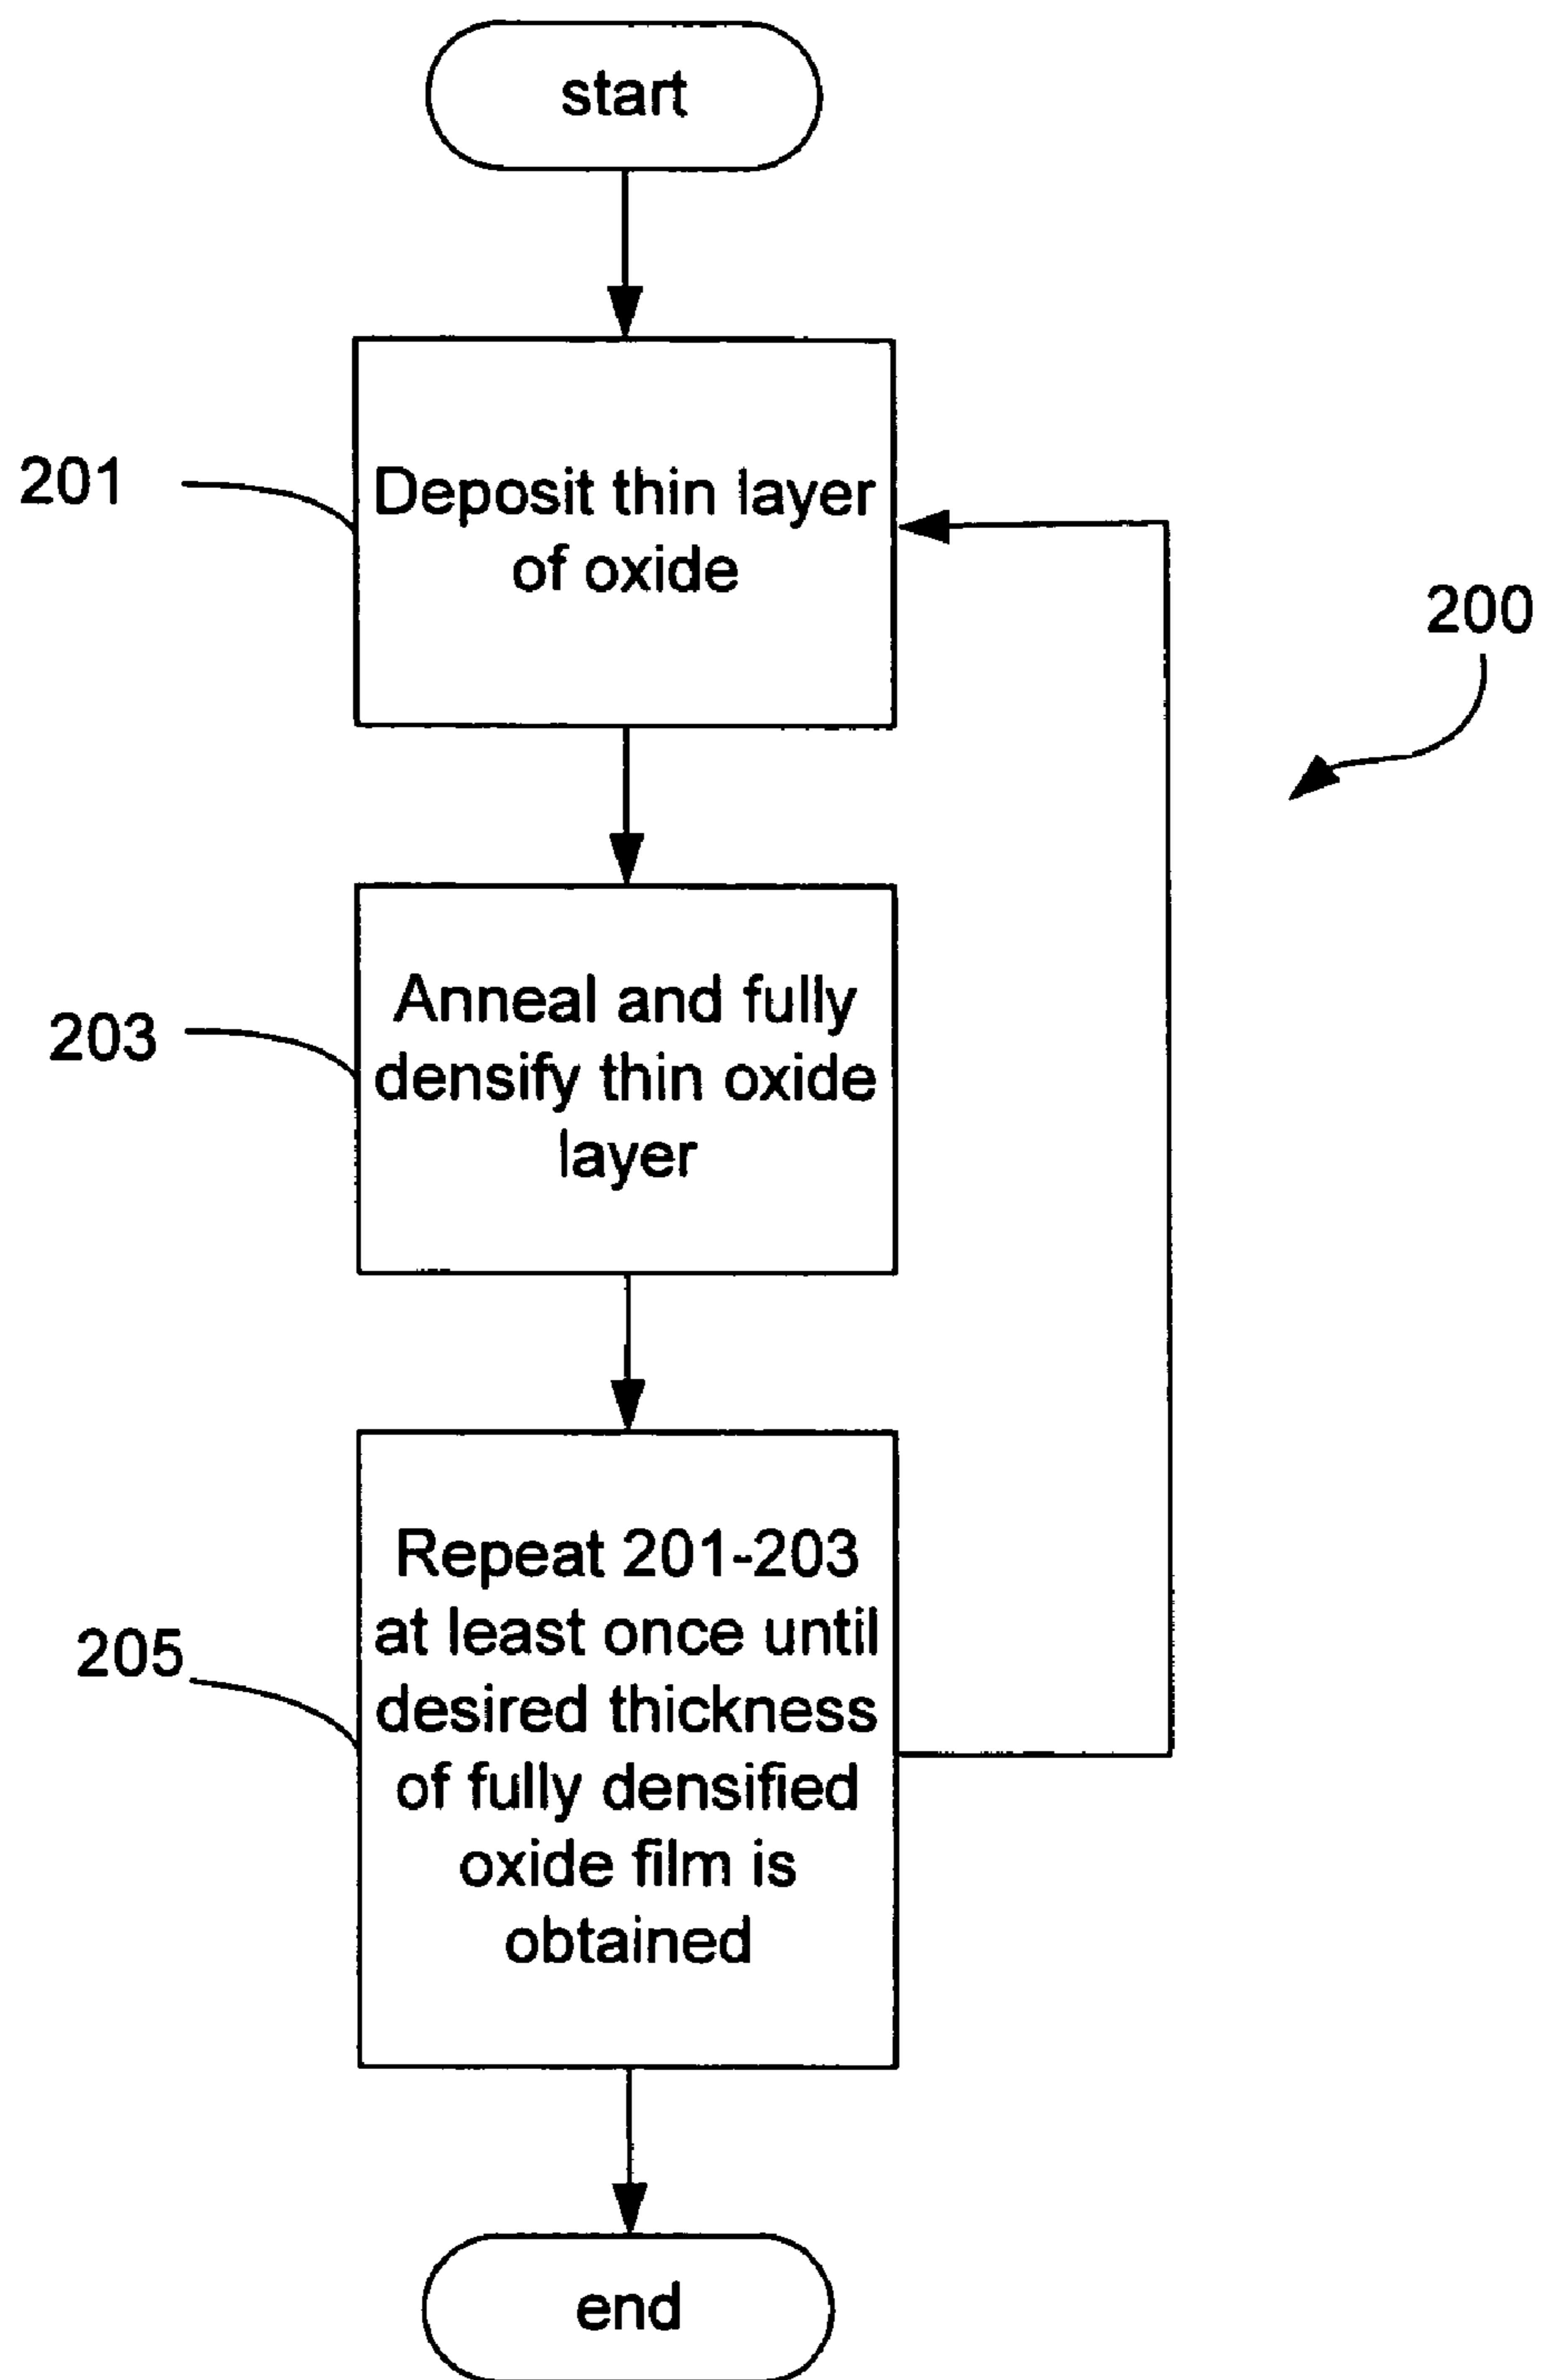 start
201
Deposit thin layer
of oxide
200
203
Anneal and fully
densify thin oxide
layer
205
Repeat 201-203
at least once until
desired thickness
of fully densified
oxide film is
obtained
end